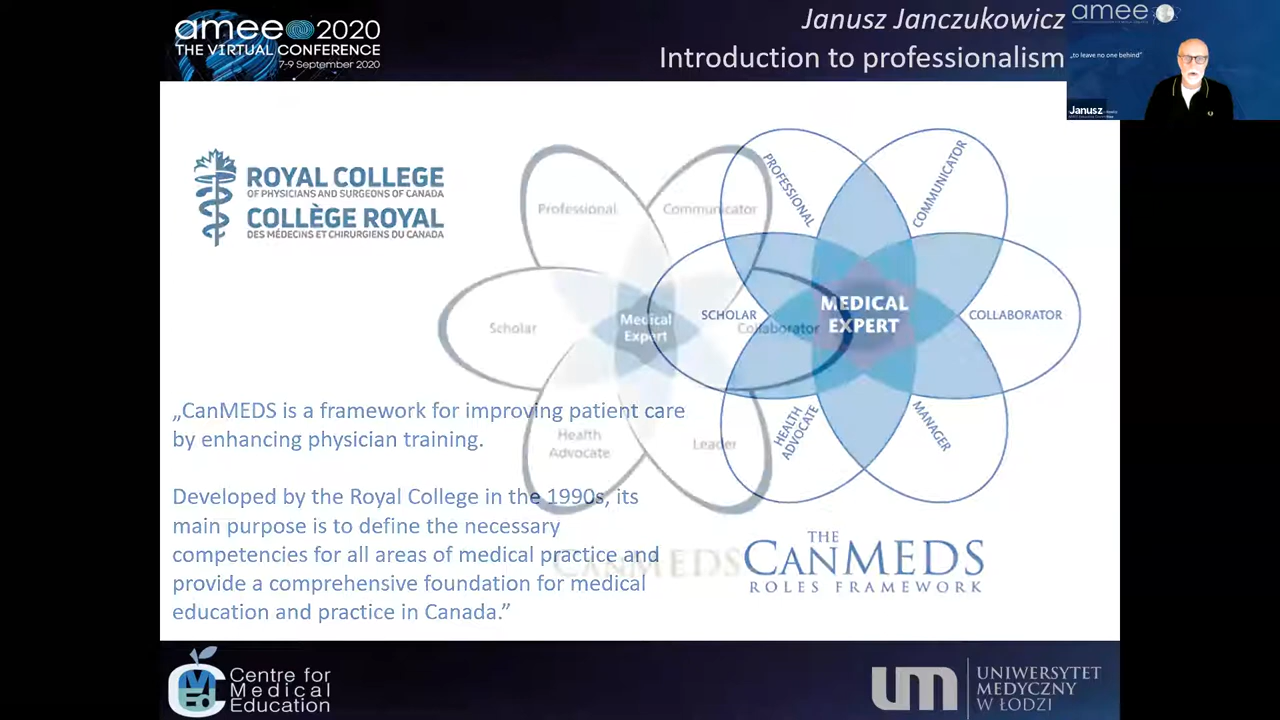 amee 2020
THE VIRTUAL CONFERENCE
7-9 September 2020
Janusz Janczukowicz
Introduction to professionalism
amee
„to leave no one behind"
Janusz
ROYAL COLLEGE
OF PHYSICIANS AND SURGEONS OF CANADA
COLLÈGE ROYAL
DES MÉDECINS ET CHIRURGIENS DU CANADA
Professional
Communicator
Scholar
Medical
Expert
Collaborator
Health
Advocate
Leader
CANMEDS
PROFESSIONAL
COMMUNICATOR
SCHOLAR
MEDICAL
EXPERT
COLLABORATOR
HEALTH
ADVOCATE
MANAGER
THE
CANMEDS
ROLES FRAMEWORK
„CanMEDS is a framework for improving patient care
by enhancing physician training.
Developed by the Royal College in the 1990s, its
main purpose is to define the necessary
competencies for all areas of medical practice and
provide a comprehensive foundation for medical
education and practice in Canada.”
Centre for
Medical
Education
um
UNIWERSYTET
MEDYCZNY
W ŁODZI